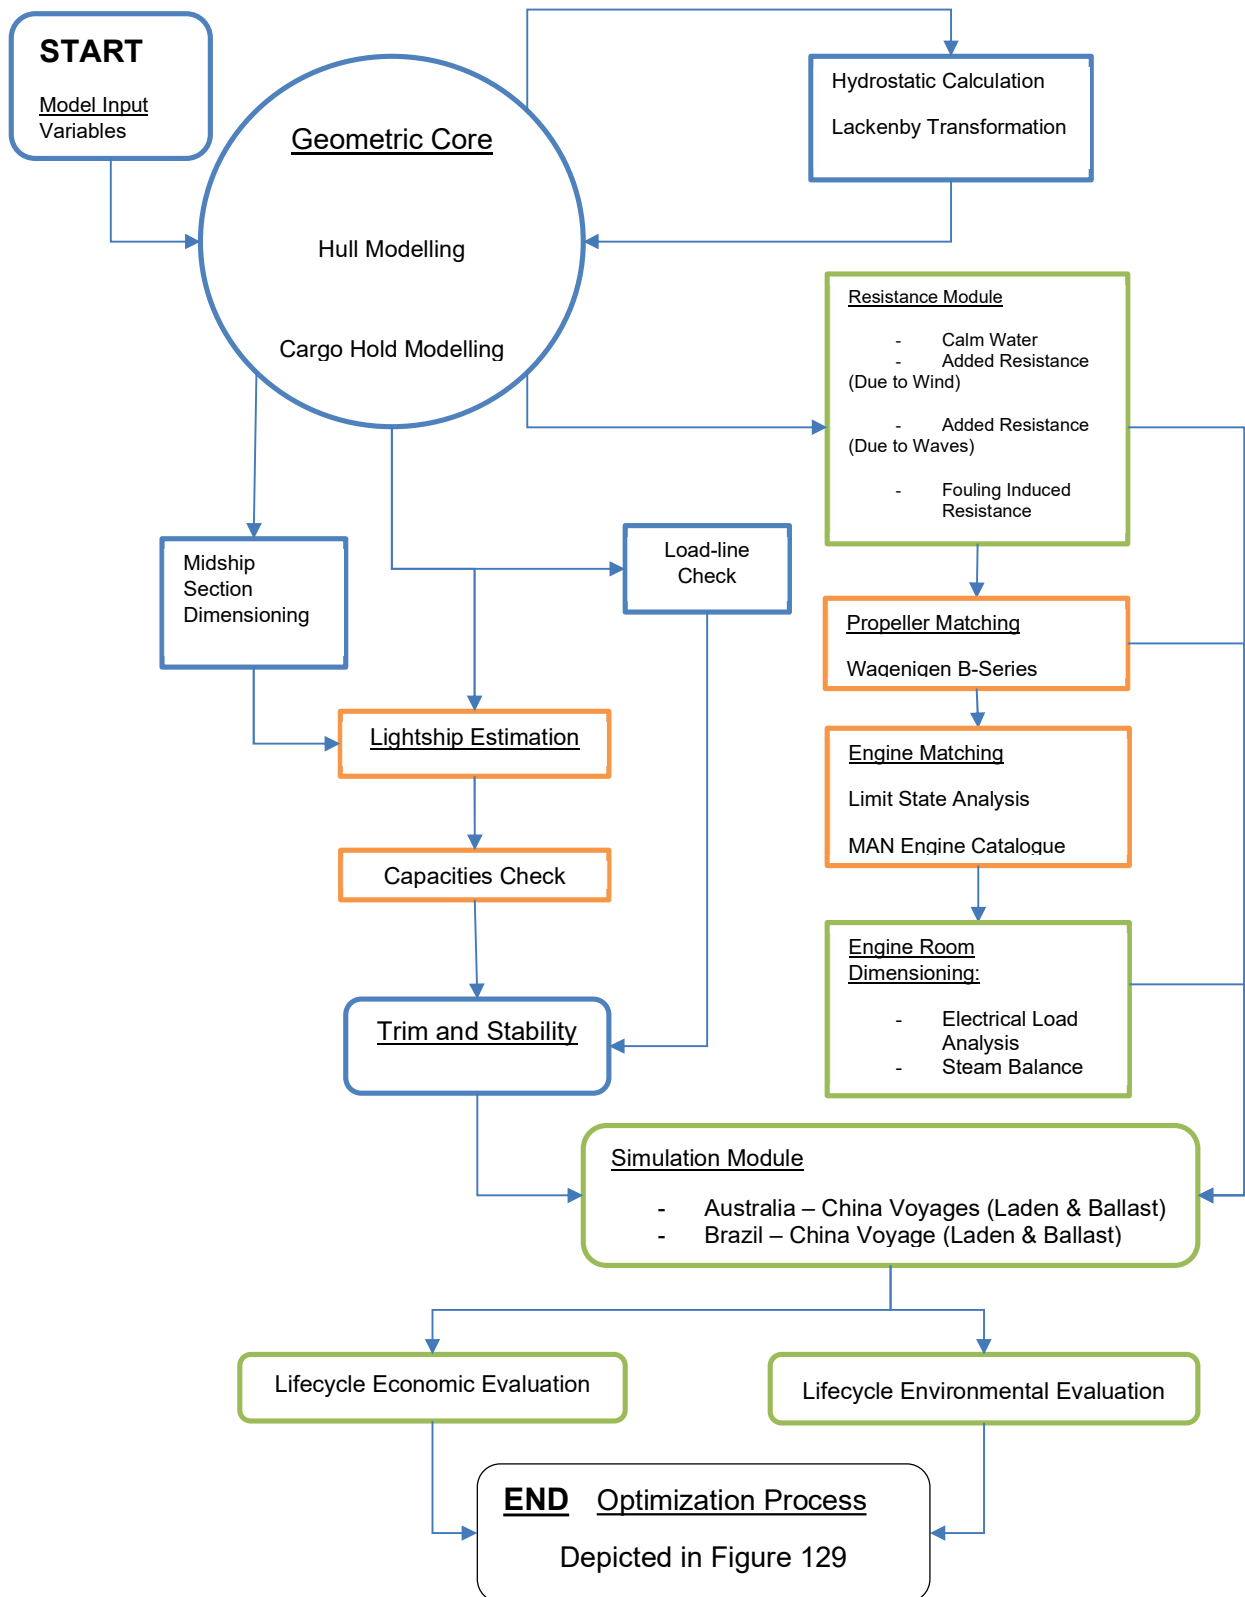 START
Model Input
Variables
Geometric Core
Hull Modelling
Cargo Hold Modelling
Hydrostatic Calculation
Lackenby Transformation
Resistance Module
- Calm Water
- Added Resistance
(Due to Wind)
- Added Resistance
(Due to Waves)
- Fouling Induced
Resistance
Midship
Section
Dimensioning
Load-line
Check
Propeller Matching
Wagenigen B-Series
Lightship Estimation
Engine Matching
Limit State Analysis
MAN Engine Catalogue
Capacities Check
Engine Room
Dimensioning:
- Electrical Load
Analysis
- Steam Balance
Trim and Stability
Simulation Module
- Australia – China Voyages (Laden & Ballast)
- Brazil – China Voyage (Laden & Ballast)
Lifecycle Economic Evaluation
Lifecycle Environmental Evaluation
END Optimization Process
Depicted in Figure 129